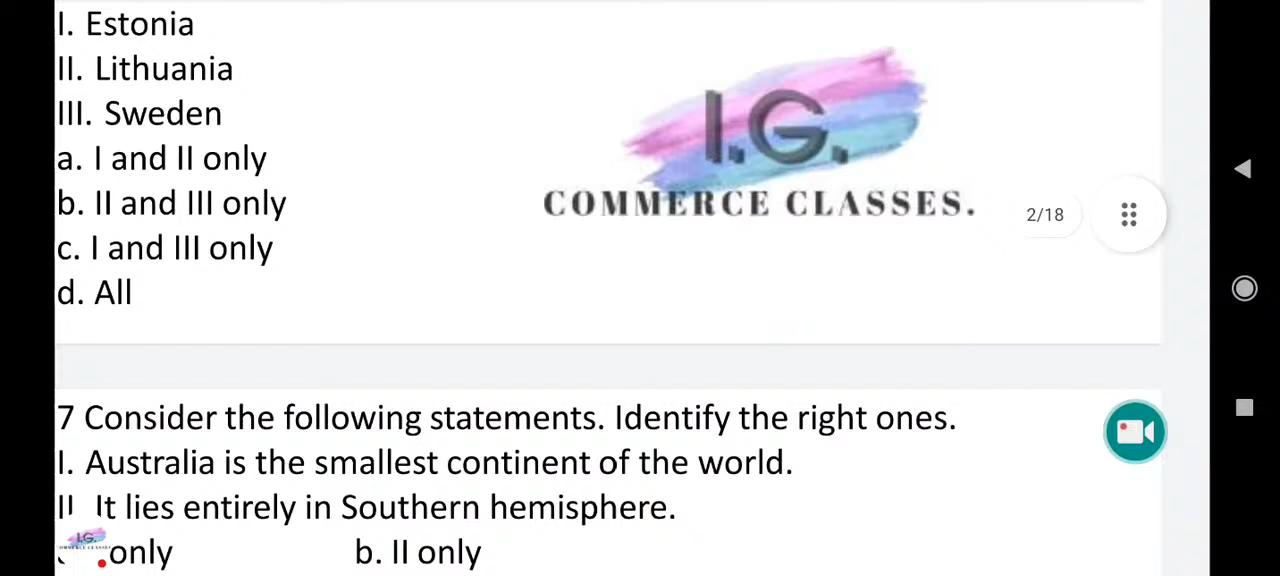 I. Estonia
II. Lithuania
III. Sweden
a. I and II only
b. II and III only
c. I and III only
d. All
I.G.
COMMERCE CLASSES.
2/18
7 Consider the following statements. Identify the right ones.
I. Australia is the smallest continent of the world.
II It lies entirely in Southern hemisphere.
I.G.
only b. II only